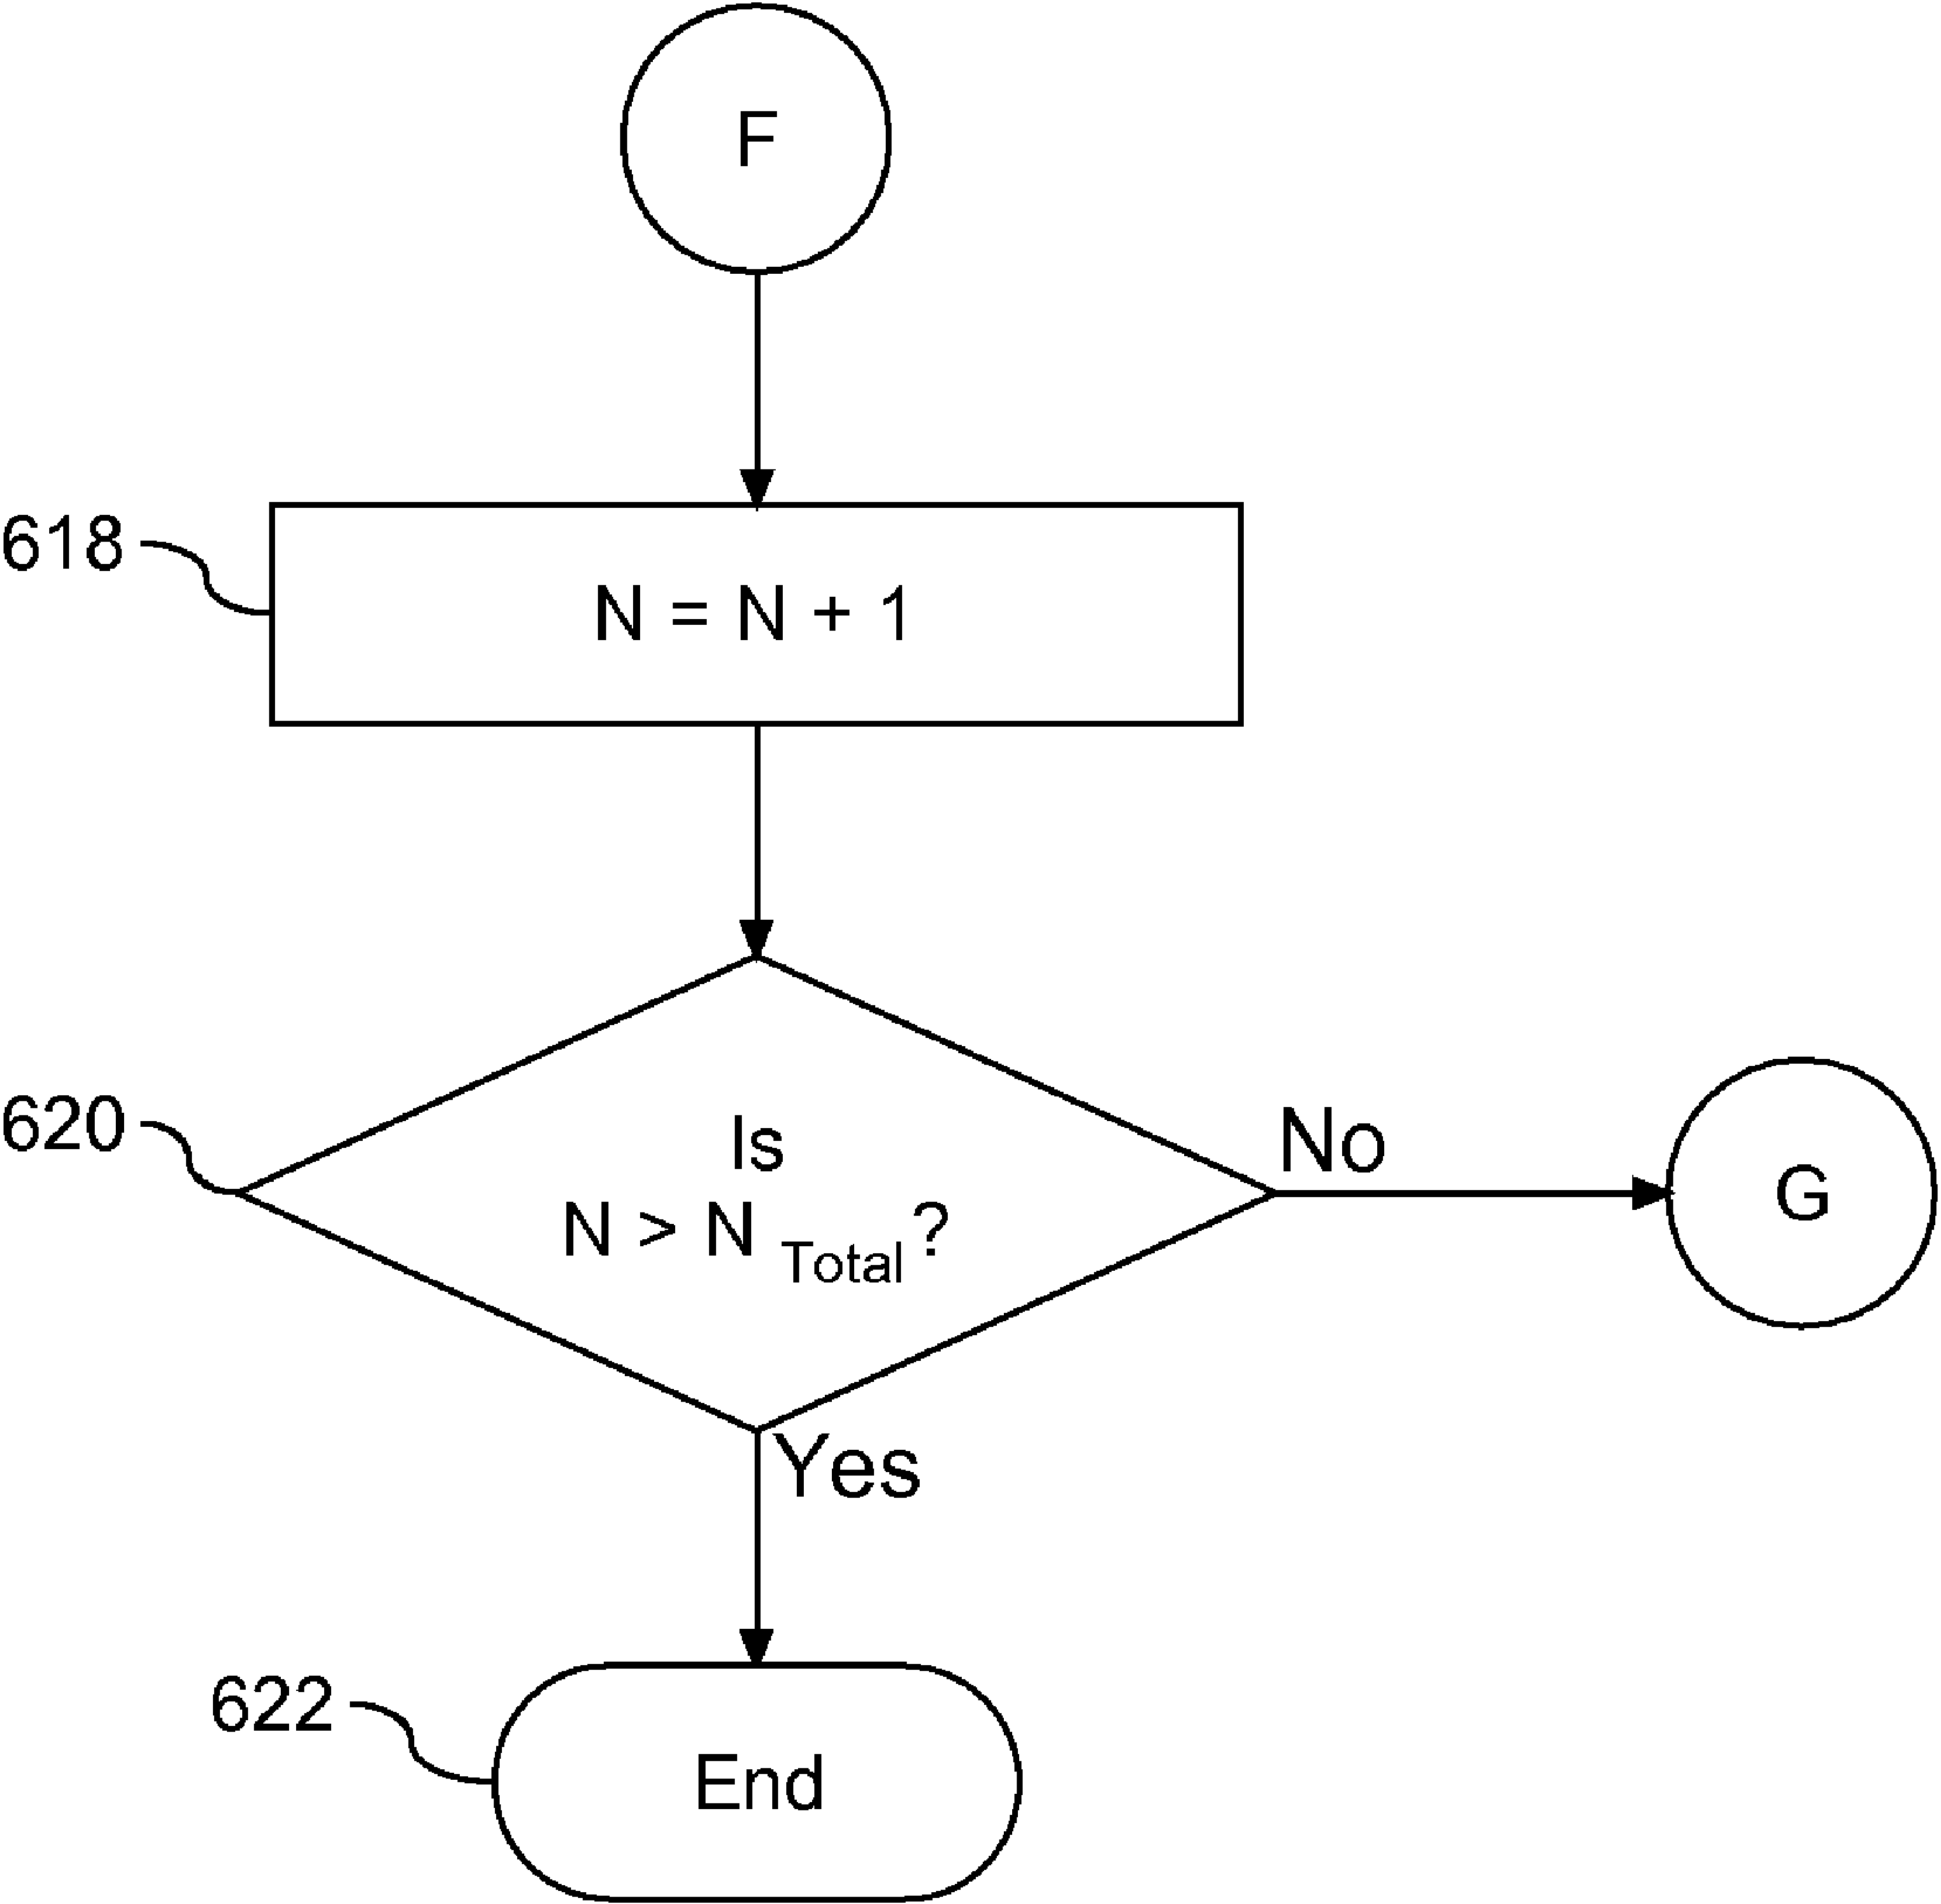 F
618
N = N + 1
620
Is
N > N Total ?
No
G
Yes
622
End